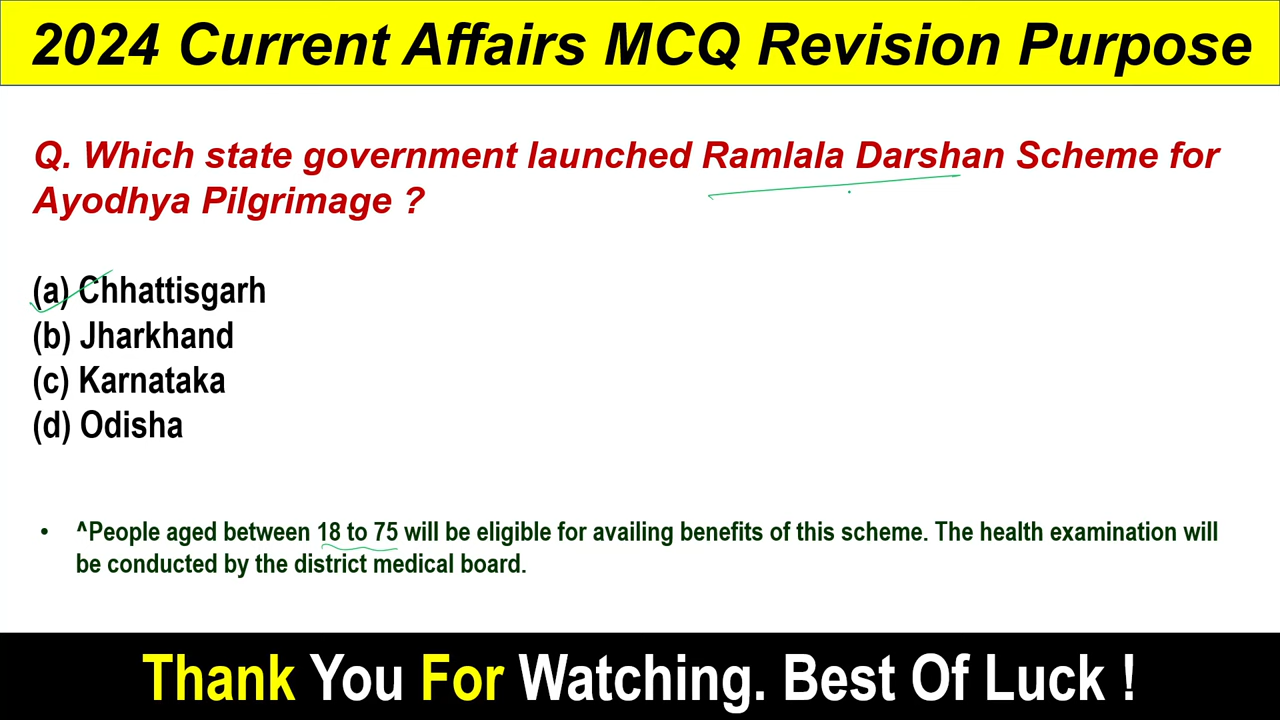 2024 Current Affairs MCQ Revision Purpose
Q. Which state government launched Ramlala Darshan Scheme for
Ayodhya Pilgrimage ?
(a) Chhattisgarh
(b) Jharkhand
(c) Karnataka
(d) Odisha
• ^People aged between 18 to 75 will be eligible for availing benefits of this scheme. The health examination will
be conducted by the district medical board.
Thank You For Watching. Best Of Luck !